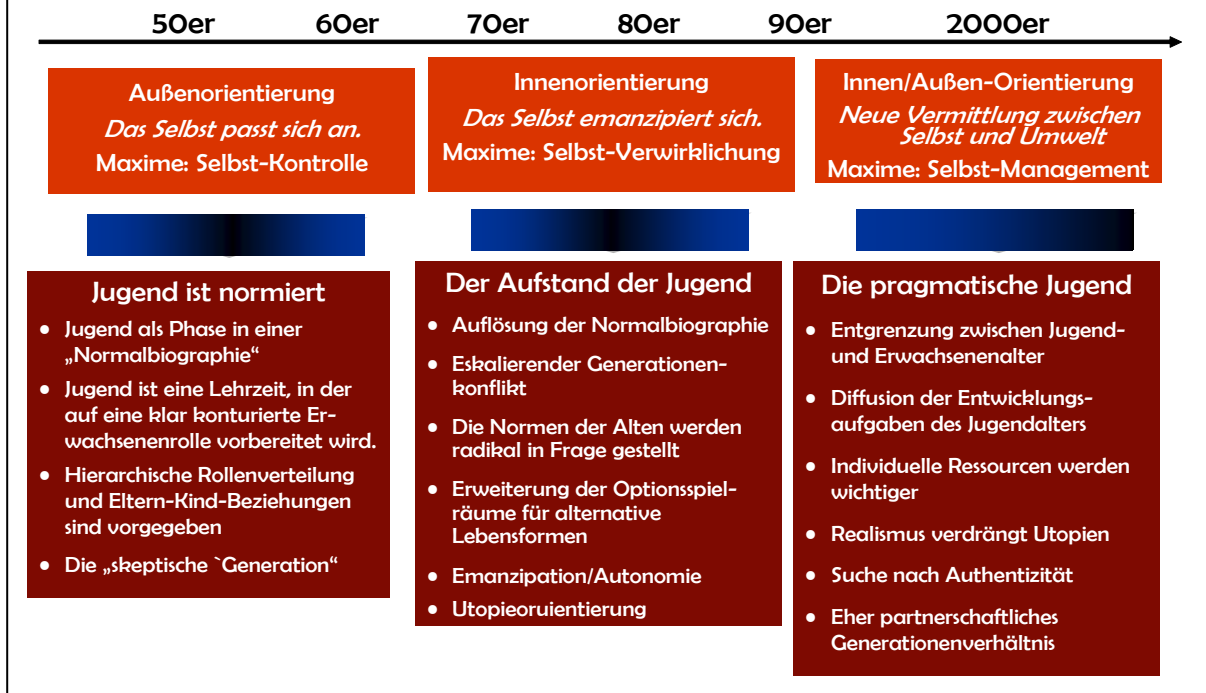 50er 60er 70er 80er 90er 2000er
Außenorientierung
Das Selbst passt sich an.
Maxime: Selbst-Kontrolle
Innenorientierung
Das Selbst emanzipiert sich.
Maxime: Selbst-Verwirklichung
Innen/Außen-Orientierung
Neue Vermittlung zwischen
Selbst und Umwelt
Maxime: Selbst-Management
Jugend ist normiert
• Jugend als Phase in einer
„Normalbiographie“
• Jugend ist eine Lehrzeit, in der
auf eine klar konturierte Er-
wachsenenrolle vorbereitet wird.
• Hierarchische Rollenverteilung
und Eltern-Kind-Beziehungen
sind vorgegeben
• Die „skeptische `Generation“
Der Aufstand der Jugend
• Auflösung der Normalbiographie
• Eskalierender Generationen-
konflikt
• Die Normen der Alten werden
radikal in Frage gestellt
• Erweiterung der Optionsspiel-
räume für alternative
Lebensformen
• Emanzipation/Autonomie
• Utopieoruientierung
Die pragmatische Jugend
• Entgrenzung zwischen Jugend-
und Erwachsenenalter
• Diffusion der Entwicklungs-
aufgaben des Jugendalters
• Individuelle Ressourcen werden
wichtiger
• Realismus verdrängt Utopien
• Suche nach Authentizität
• Eher partnerschaftliches
Generationenverhältnis